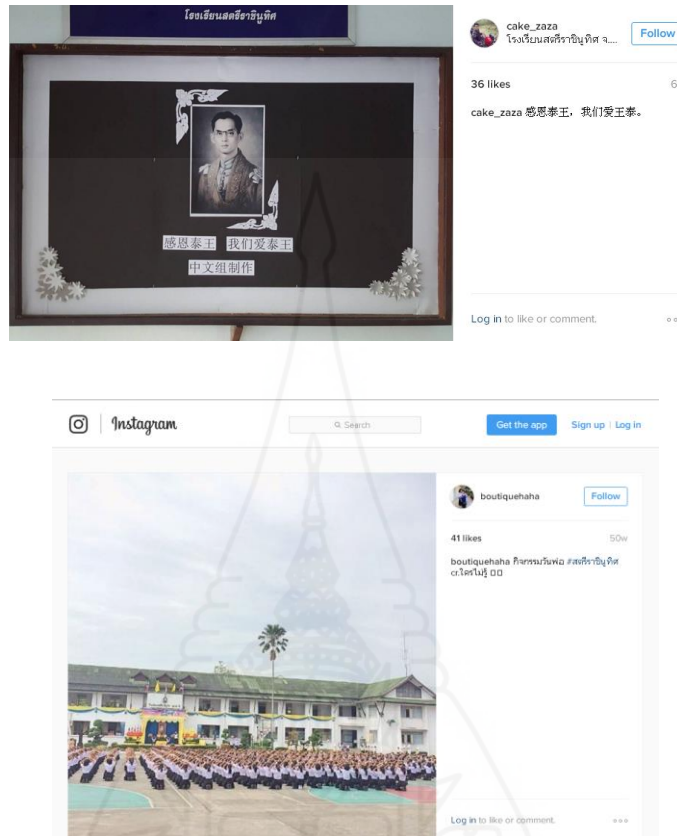 โรงเรียนสตรีราชินูทิศ
感恩泰王 我们爱泰王
中文组制作
cake_zaza
โรงเรียนสตรีราชินูทิศ จ....
Follow
36 likes
cake_zaza 感恩泰王，我们爱王泰。
Log in to like or comment.
Instagram
Search
Get the app
Sign up | Log in
boutiquehaha
Follow
41 likes 50w
boutiquehaha กิจกรรมวันพ่อ #สตรีราชินูทิศ
cr.ใครไม่รู้
Log in to like or comment.